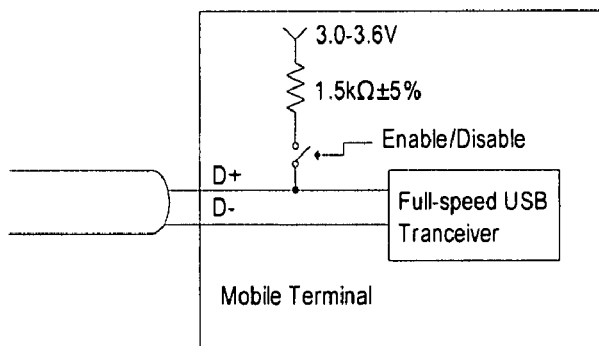 3.0-3.6V
1.5kΩ±5%
Enable/Disable
D+
D-
Full-speed USB
Tranceiver
Mobile Terminal